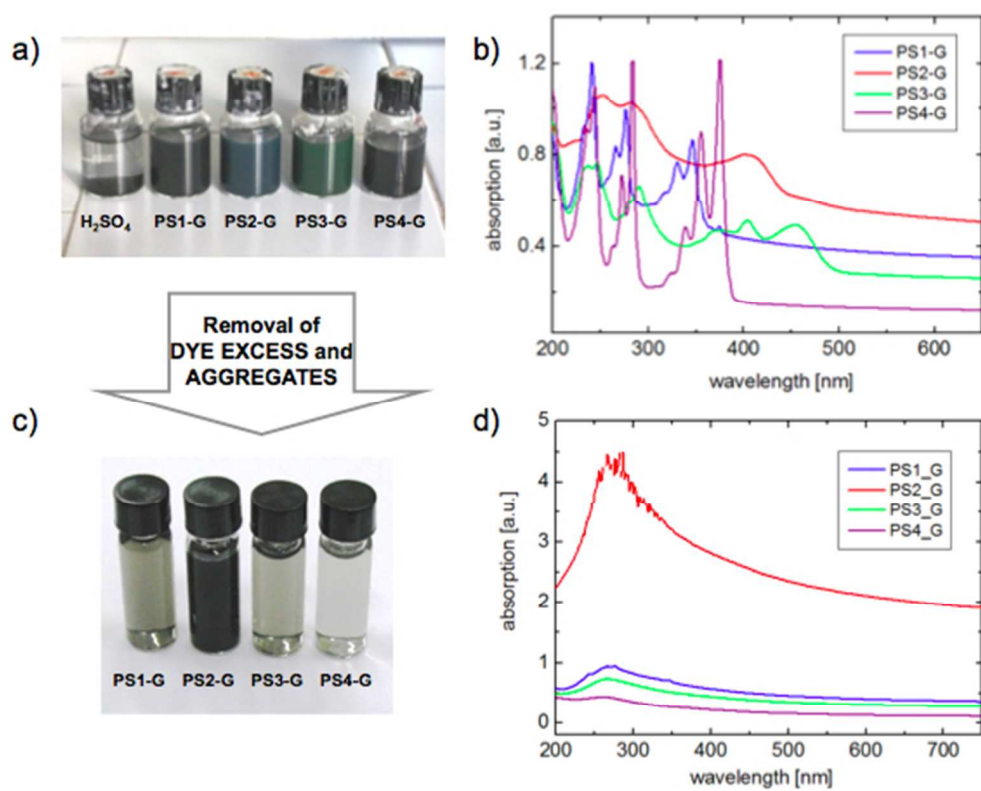 a)
H₂SO₄ PS1-G PS2-G PS3-G PS4-G
Removal of
DYE EXCESS and
AGGREGATES
b)
PS1-G
PS2-G
PS3-G
PS4-G
1.2
0.8
0.4
absorption [a.u.]
200 300 400 500 600
wavelength [nm]
c)
PS1-G PS2-G PS3-G PS4-G
d)
PS1_G
PS2_G
PS3_G
PS4_G
5
4
3
2
1
0
absorption [a.u.]
200 300 400 500 600 700
wavelength [nm]